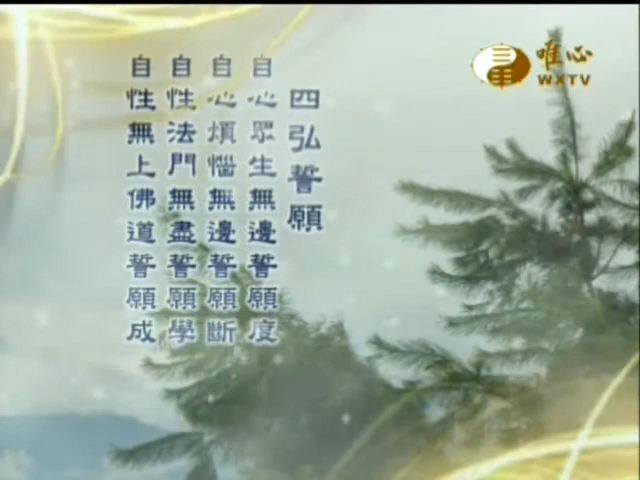 四弘誓願
自心眾生無邊誓願度
自心煩惱無邊誓願斷
自性法門無盡誓願學
自性無上佛道誓願成
唯心
WXTV